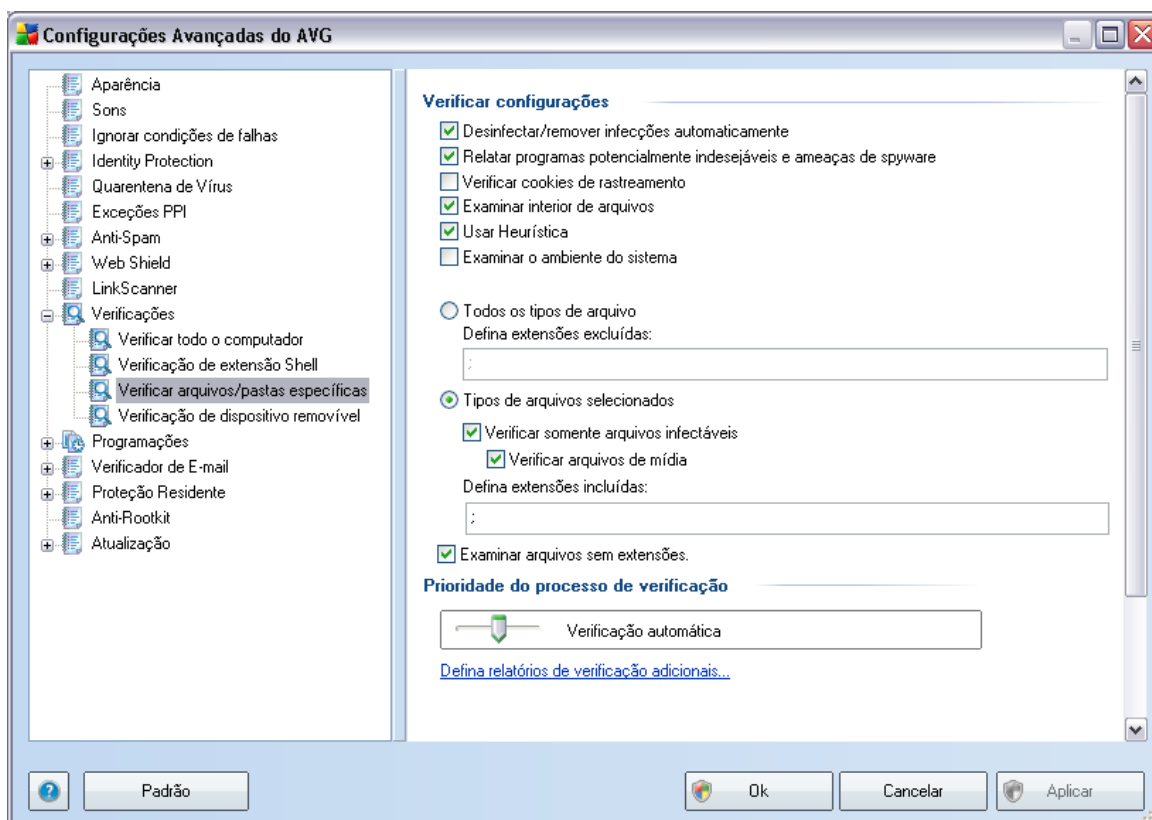 Configurações Avançadas do AVG
Aparência
Sons
Ignorar condições de falhas
Identity Protection
Quarentena de Vírus
Exceções PPI
Anti-Spam
Web Shield
LinkScanner
Verificações
Verificar todo o computador
Verificação de extensão Shell
Verificar arquivos/pastas específicas
Verificação de dispositivo removível
Programações
Verificador de E-mail
Proteção Residente
Anti-Rootkit
Atualização
Verificar configurações
Desinfectar/remover infecções automaticamente
Relatar programas potencialmente indesejáveis e ameaças de spyware
Verificar cookies de rastreamento
Examinar interior de arquivos
Usar Heurística
Examinar o ambiente do sistema
Todos os tipos de arquivo
Defina extensões excluídas:
;
Tipos de arquivos selecionados
Verificar somente arquivos infectáveis
Verificar arquivos de mídia
Defina extensões incluídas:
;
Examinar arquivos sem extensões.
Prioridade do processo de verificação
Verificação automática
Defina relatórios de verificação adicionais...
Padrão
Ok
Cancelar
Aplicar